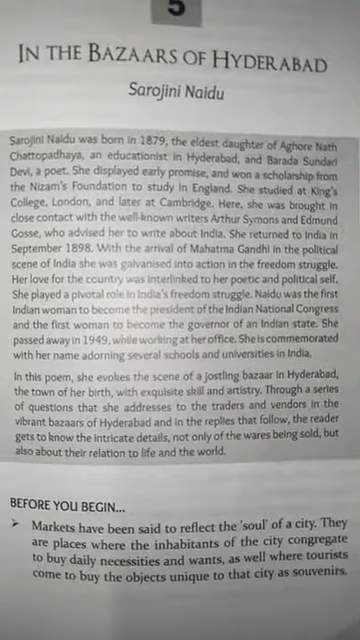 5
IN THE BAZAARS OF HYDERABAD
Sarojini Naidu
Sarojini Naidu was born in 1879, the eldest daughter of Aghore Nath
Chattopadhaya, an educationist in Hyderabad, and Barada Sundari
Devi, a poet. She displayed early promise, and won a scholarship from
the Nizam's Foundation to study in England. She studied at King's
College, London, and later at Cambridge. Here, she was brought in
close contact with the well-known writers Arthur Symons and Edmund
Gosse, who advised her to write about India. She returned to India in
September 1898. With the arrival of Mahatma Gandhi in the political
scene of India she was galvanised into action in the freedom struggle.
Her love for the country was interlinked to her poetic and political self.
She played a pivotal role in India's freedom struggle. Naidu was the first
Indian woman to become the president of the Indian National Congress
and the first woman to become the governor of an Indian state. She
passed away in 1949, while working at her office. She is commemorated
with her name adorning several schools and universities in India.
In this poem, she evokes the scene of a jostling bazaar in Hyderabad,
the town of her birth, with exquisite skill and artistry. Through a series
of questions that she addresses to the traders and vendors in the
vibrant bazaars of Hyderabad and in the replies that follow, the reader
gets to know the intricate details, not only of the wares being sold, but
also about their relation to life and the world.
BEFORE YOU BEGIN...
➤ Markets have been said to reflect the 'soul' of a city. They
are places where the inhabitants of the city congregate
to buy daily necessities and wants, as well where tourists
come to buy the objects unique to that city as souvenirs.